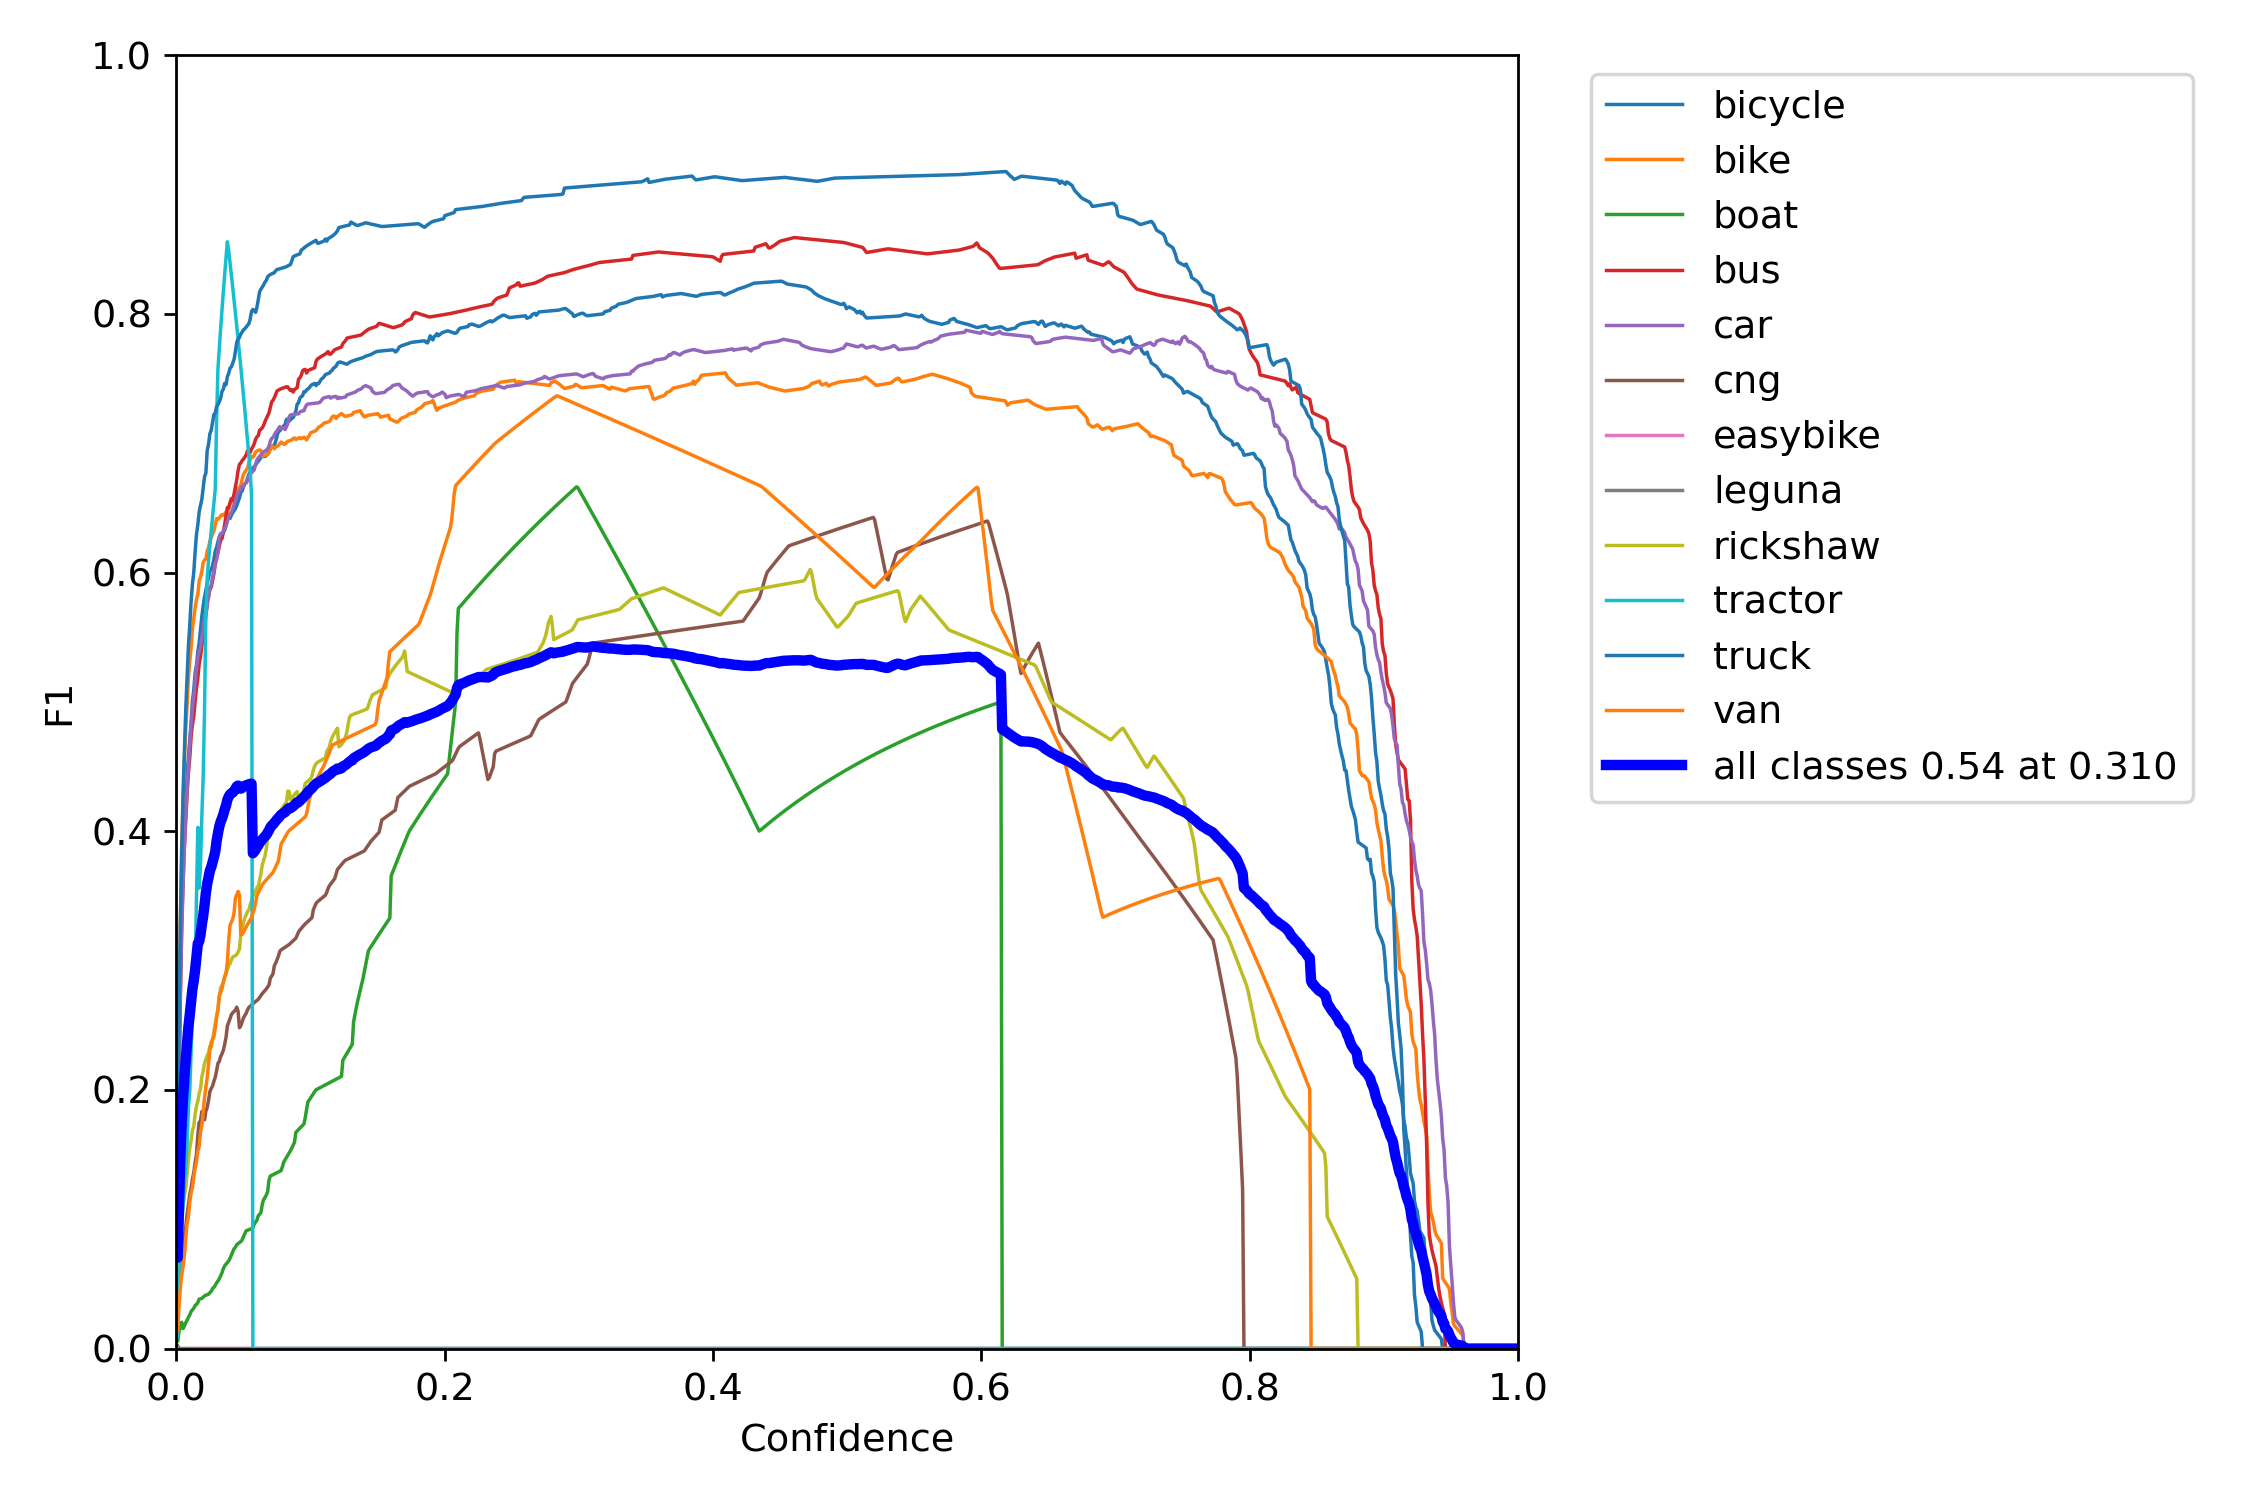 1.0
0.8
0.6
0.4
0.2
0.0
F1
0.0 0.2 0.4 0.6 0.8 1.0
Confidence
bicycle
bike
boat
bus
car
cng
easybike
leguna
rickshaw
tractor
truck
van
all classes 0.54 at 0.310